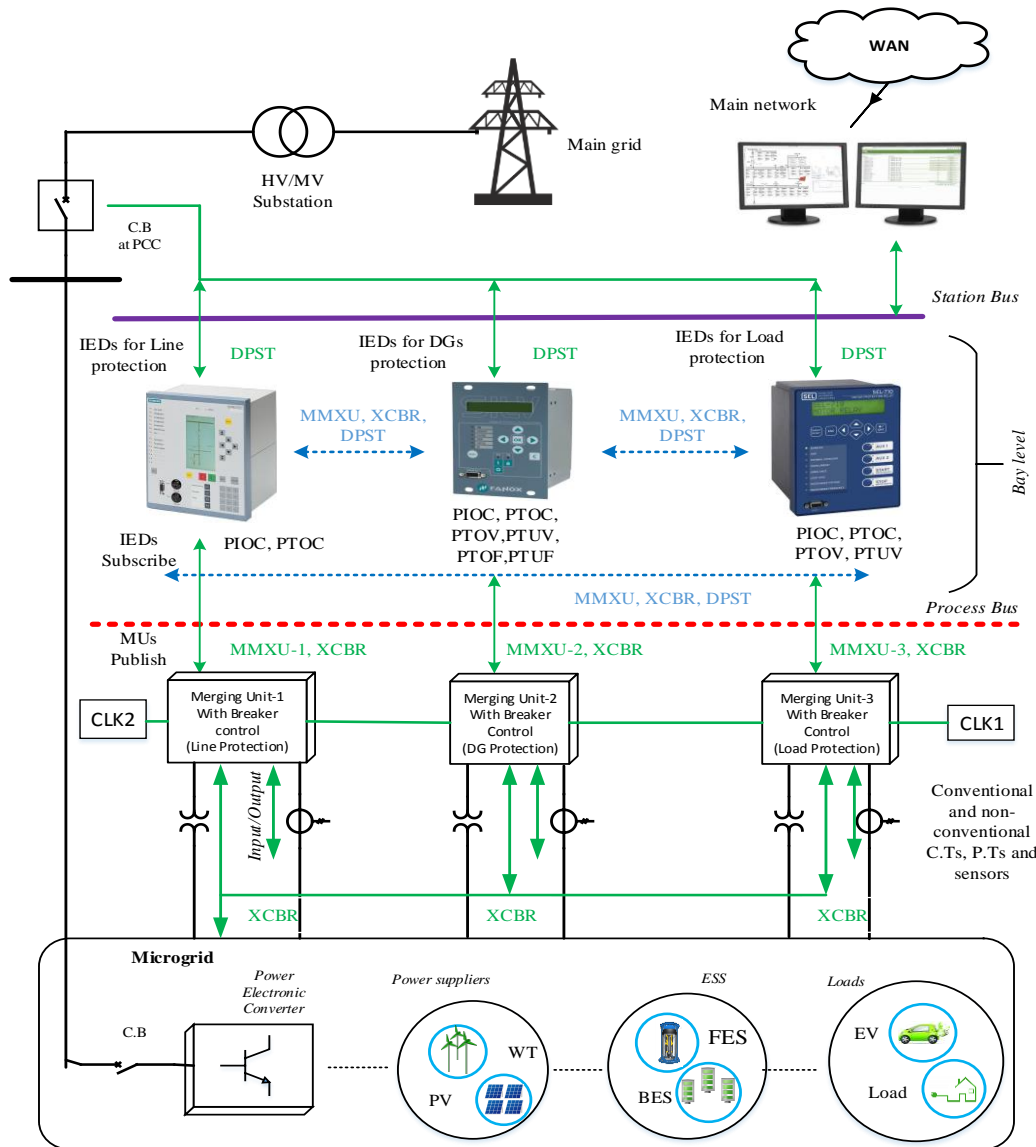 WAN
Main network
Main grid
HV/MV
Substation
C.B
at PCC
Station Bus
IEDs for Line
protection
DPST
IEDs for DGs
protection
DPST
IEDs for Load
protection
DPST
MMXU, XCBR,
DPST
MMXU, XCBR,
DPST
Bay level
SIEMENS
FANOX
SEL
SEL-710
IEDs
Subscribe
PIOC, PTOC
PIOC, PTOC,
PTOV,PTUV,
PTOF,PTUF
PIOC, PTOC,
PTOV, PTUV
MMXU, XCBR, DPST
Process Bus
MUs
Publish
MMXU-1, XCBR
MMXU-2, XCBR
MMXU-3, XCBR
CLK2
Merging Unit-1
With Breaker
control
(Line Protection)
Merging Unit-2
With Breaker
Control
(DG Protection)
Merging Unit-3
With Breaker
Control
(Load Protection)
CLK1
Input/Output
Conventional
and non-
conventional
C.Ts, P.Ts and
sensors
XCBR
XCBR
XCBR
Microgrid
Power
Electronic
Converter
C.B
Power suppliers
WT
PV
ESS
FES
BES
Loads
EV
Load